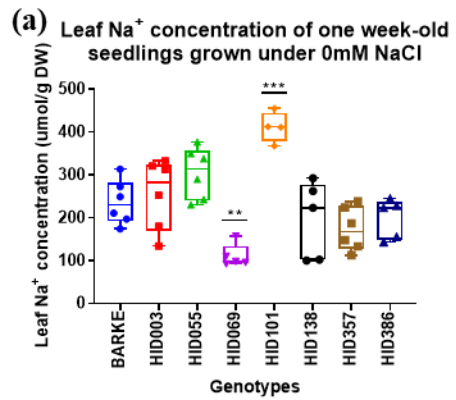 (a) Leaf Na⁺ concentration of one week-old
seedlings grown under 0mM NaCl
Leaf Na⁺ concentration (umol/g DW)
500
400
300
200
100
0
**
***
BARKE
HID003
HID055
HID069
HID101
HID138
HID357
HID386
Genotypes